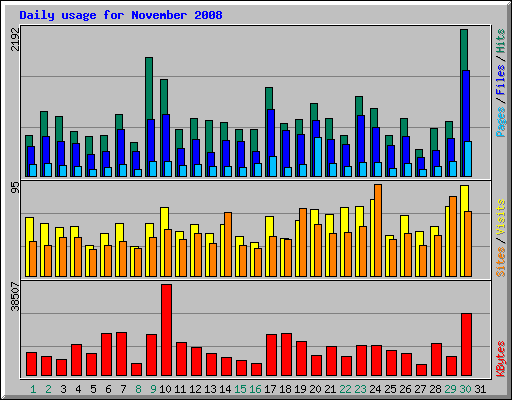 Daily usage for November 2008
2192
Pages / Files / Hits
95
Sites / Visits
38507
KBytes
1 2 3 4 5 6 7 8 9 10 11 12 13 14 15 16 17 18 19 20 21 22 23 24 25 26 27 28 29 30 31